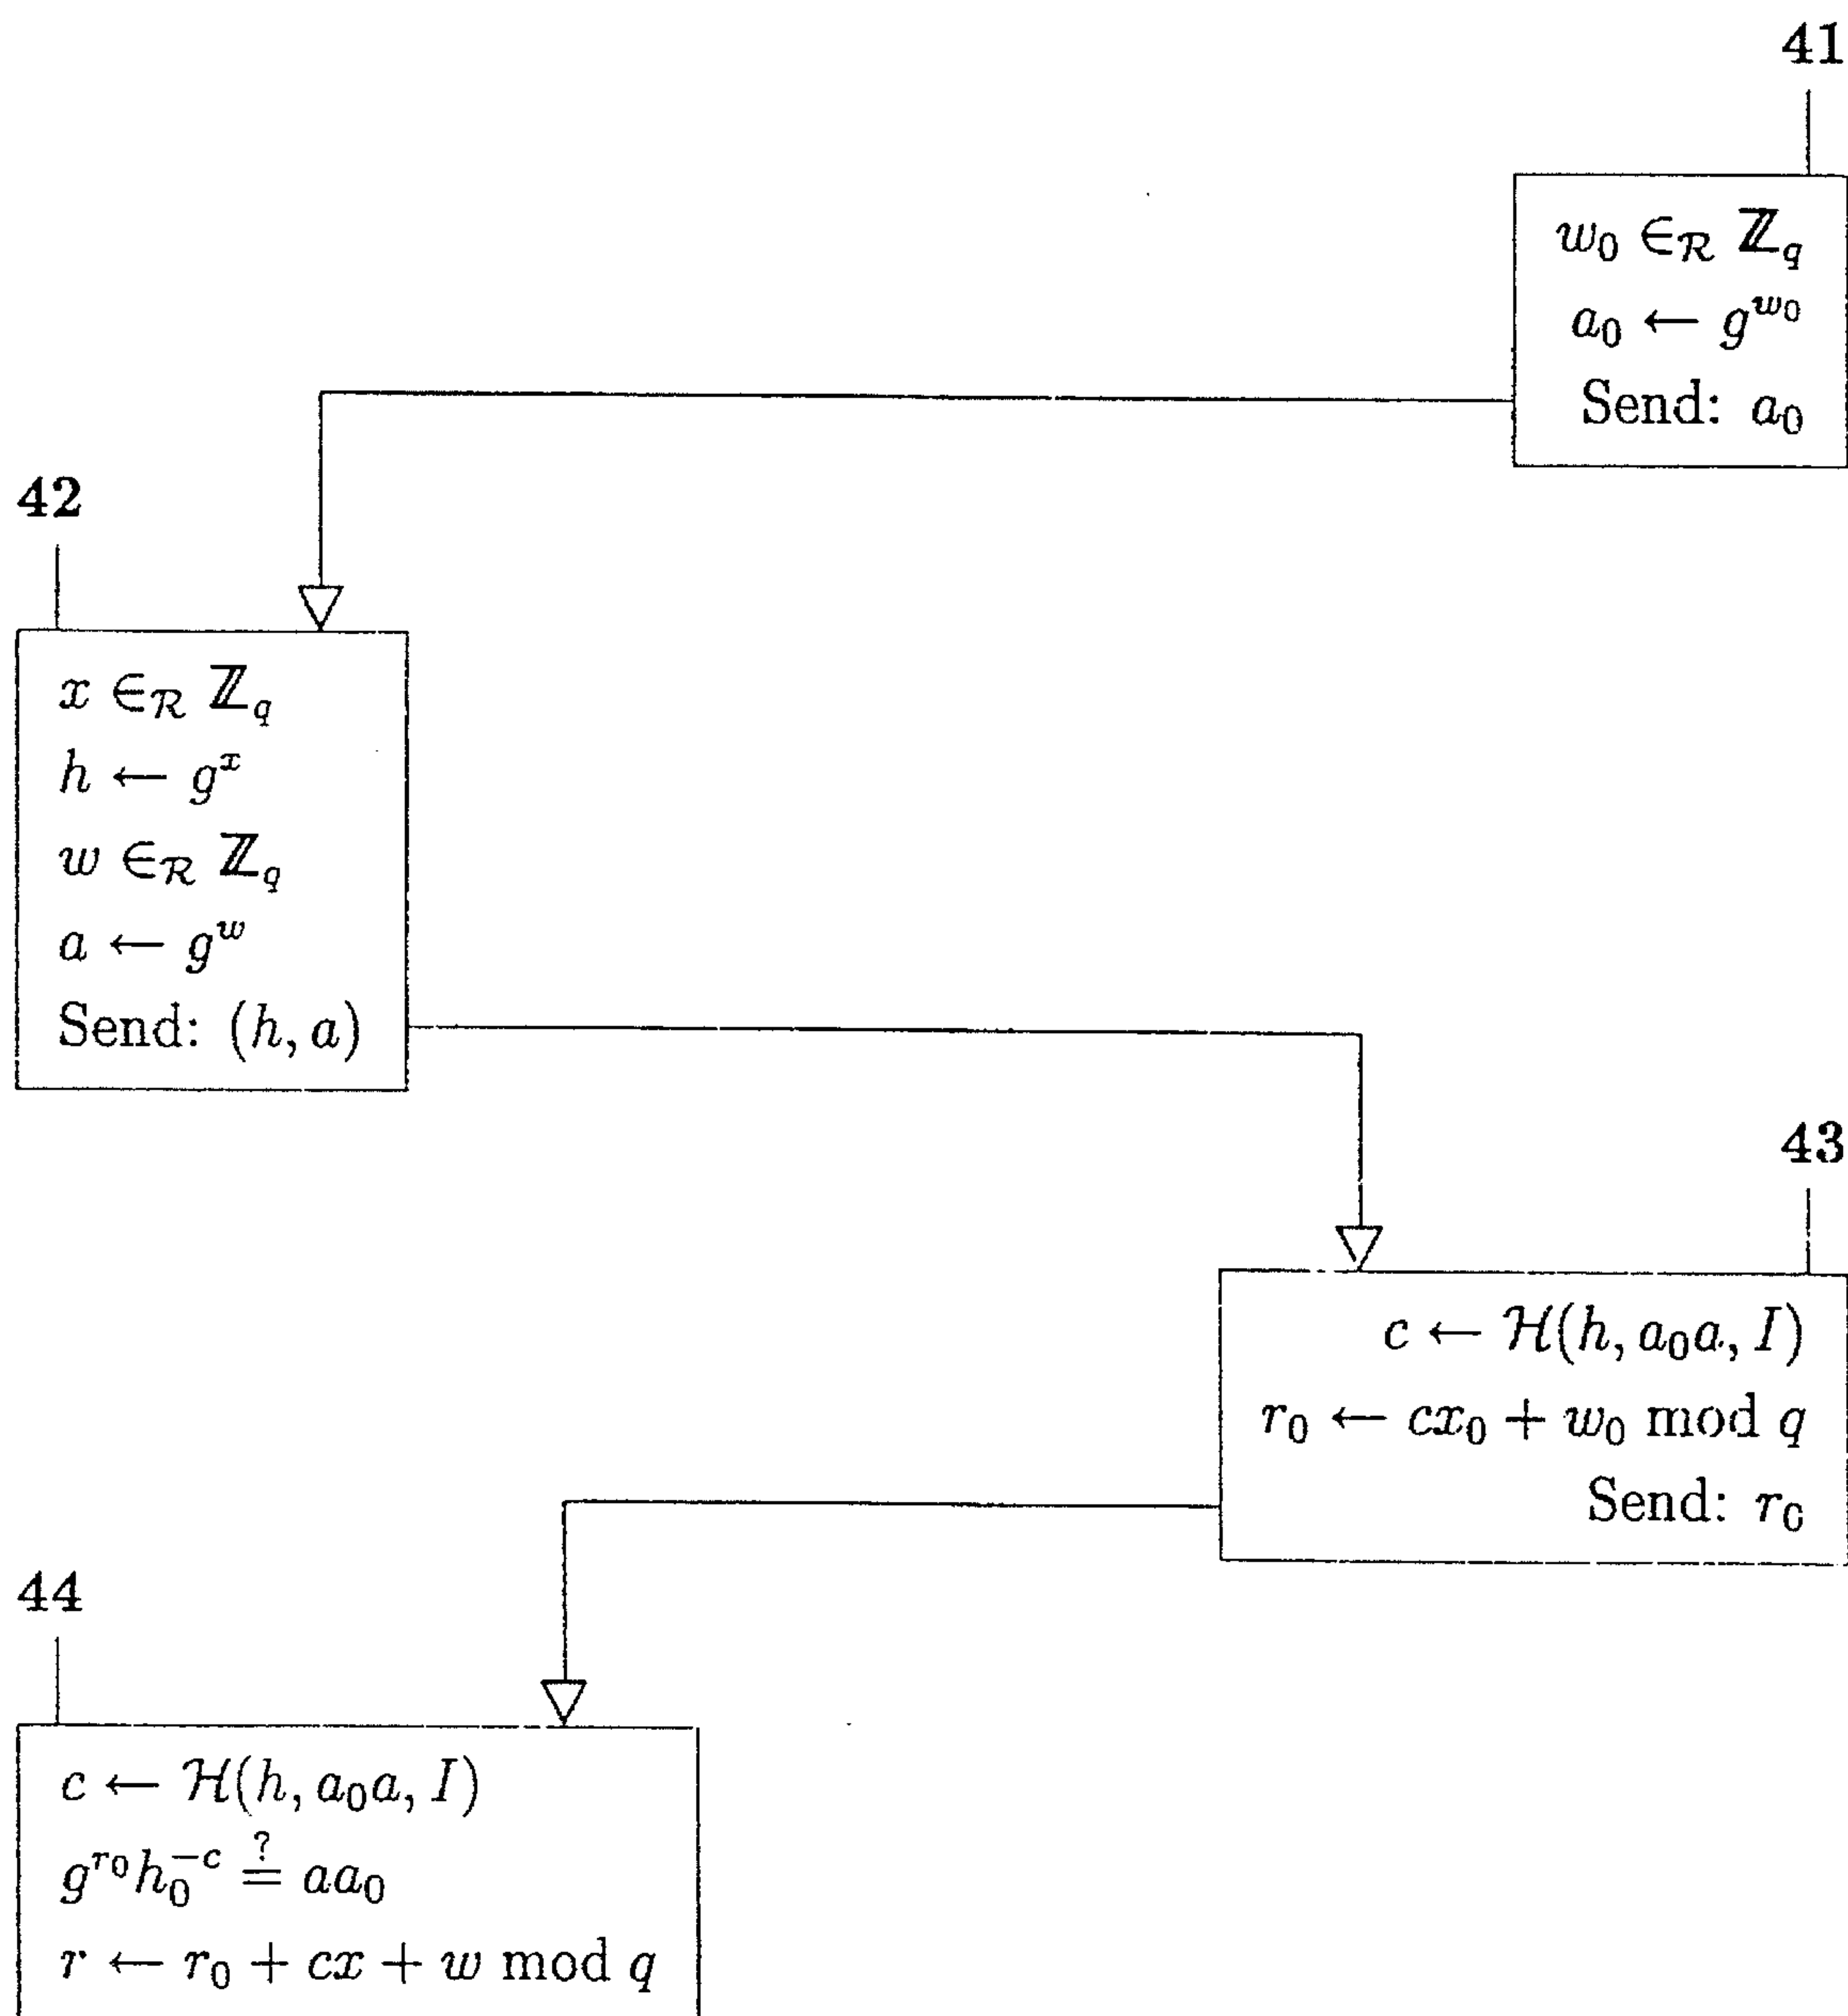 41
w₀ ∈_ℛ ℤ_q
a₀ ← g^{w₀}
Send: a₀
42
x ∈_ℛ ℤ_q
h ← g^x
w ∈_ℛ ℤ_q
a ← g^w
Send: (h, a)
43
c ← ℋ(h, a₀a, I)
r₀ ← cx₀ + w₀ mod q
Send: r₀
44
c ← ℋ(h, a₀a, I)
g^{r₀}h₀^{−c} ≟ aa₀
r ← r₀ + cx + w mod q